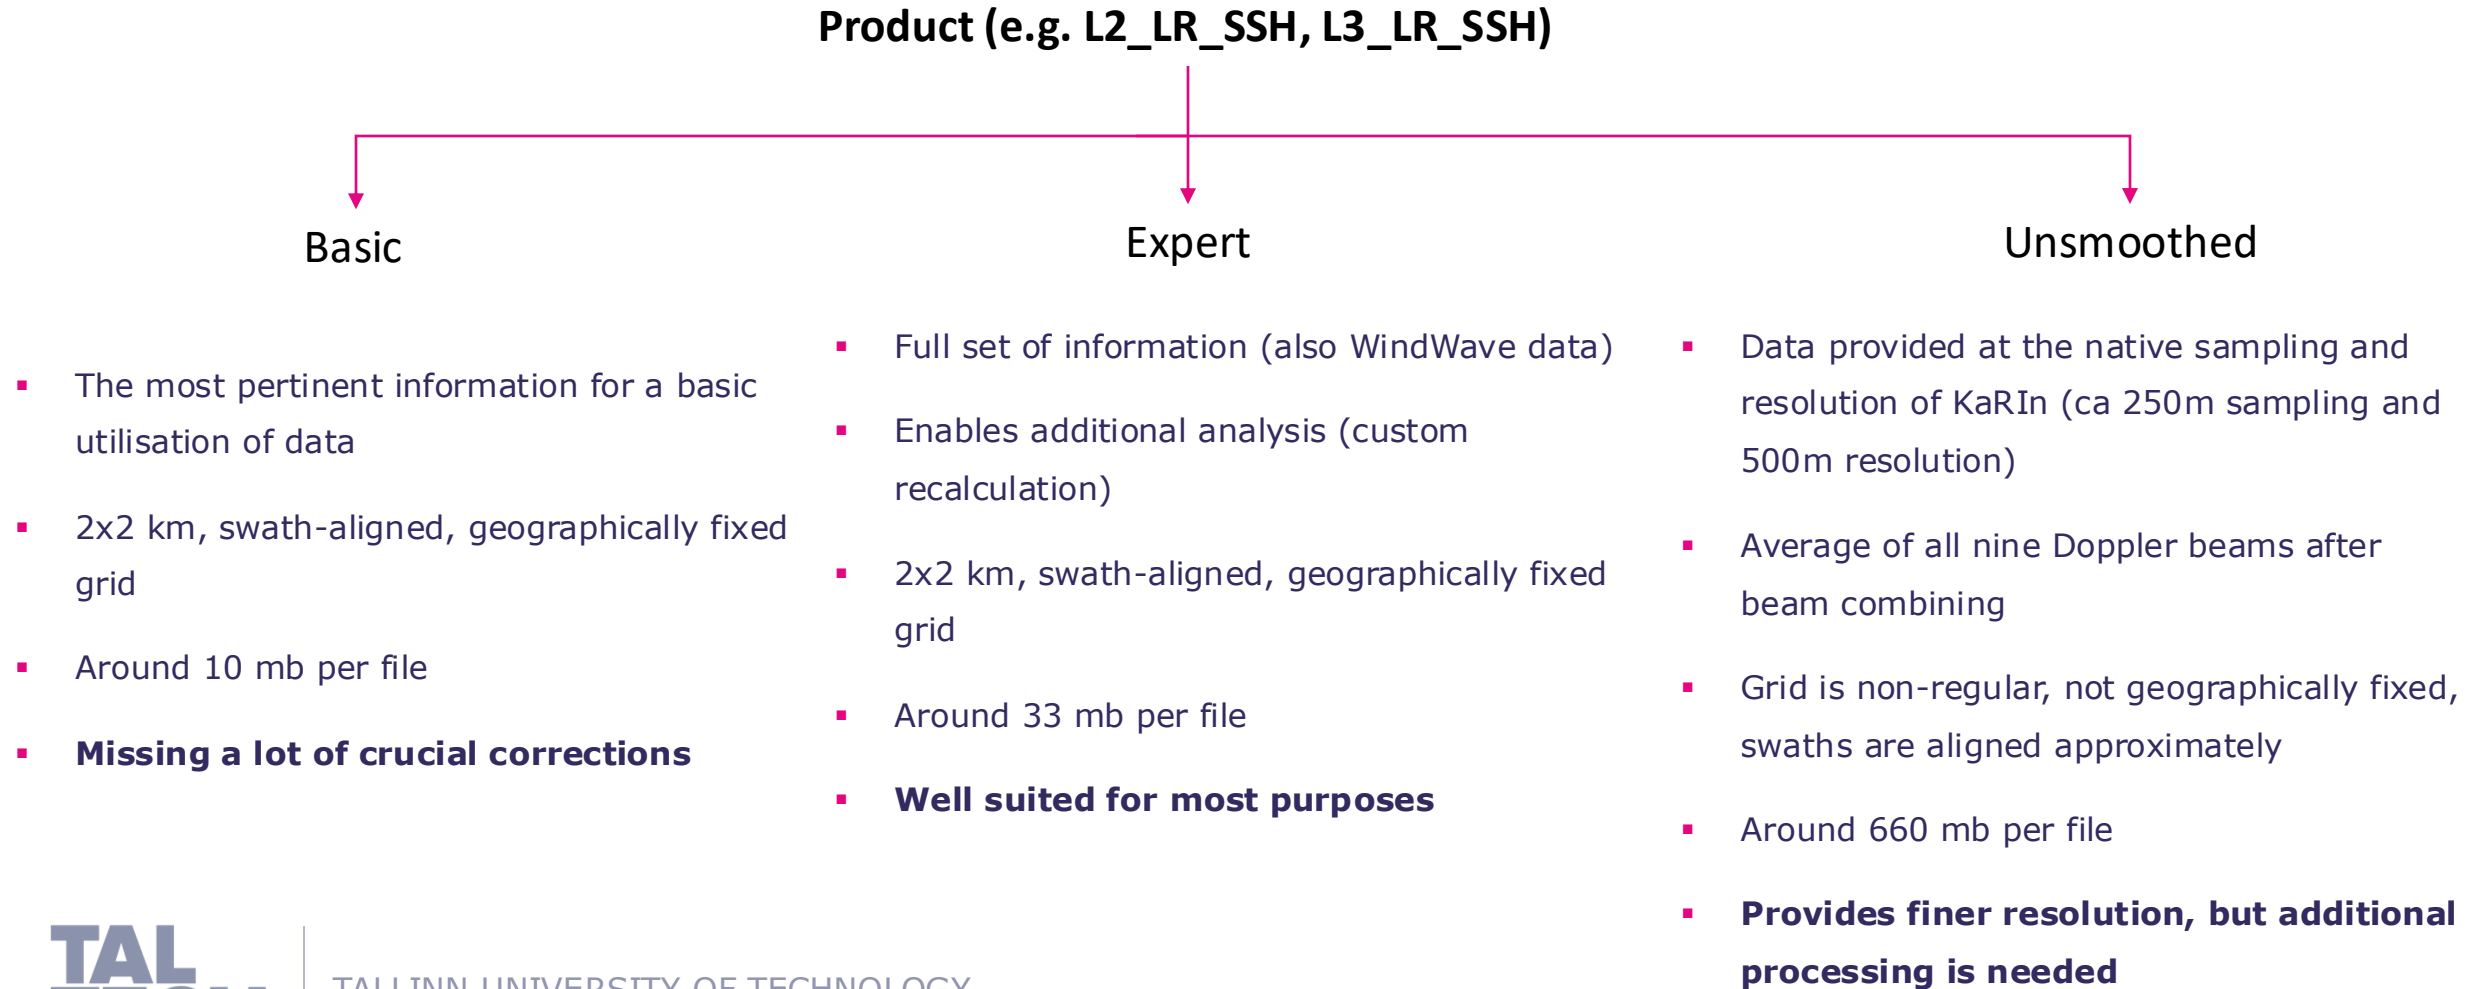 Product (e.g. L2_LR_SSH, L3_LR_SSH)
Basic
The most pertinent information for a basic
utilisation of data
2x2 km, swath-aligned, geographically fixed
grid
Around 10 mb per file
Missing a lot of crucial corrections
Expert
Full set of information (also WindWave data)
Enables additional analysis (custom
recalculation)
2x2 km, swath-aligned, geographically fixed
grid
Around 33 mb per file
Well suited for most purposes
Unsmoothed
Data provided at the native sampling and
resolution of KaRIn (ca 250m sampling and
500m resolution)
Average of all nine Doppler beams after
beam combining
Grid is non-regular, not geographically fixed,
swaths are aligned approximately
Around 660 mb per file
Provides finer resolution, but additional
processing is needed
TAL
TECH
TALLINN UNIVERSITY OF TECHNOLOGY